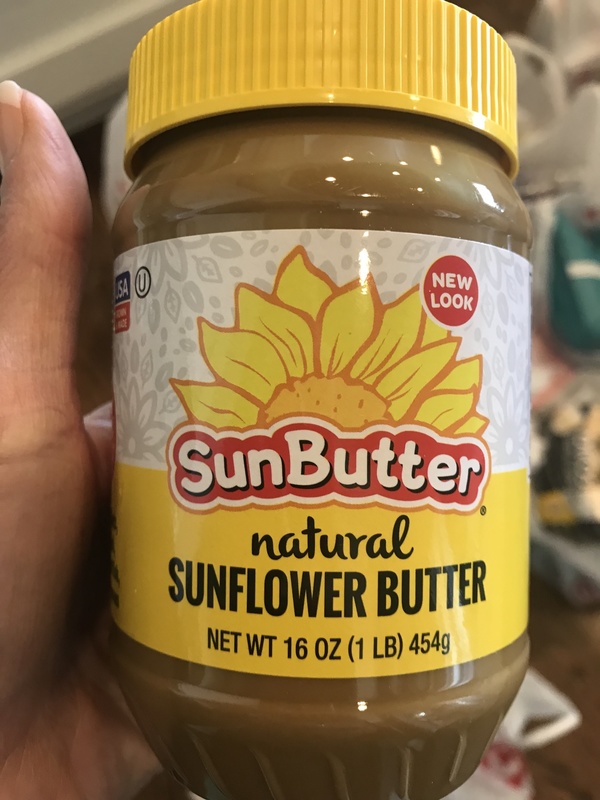 USA
U
NEW
LOOK
SunButter®
natural
SUNFLOWER BUTTER
NET WT 16 OZ (1 LB) 454g